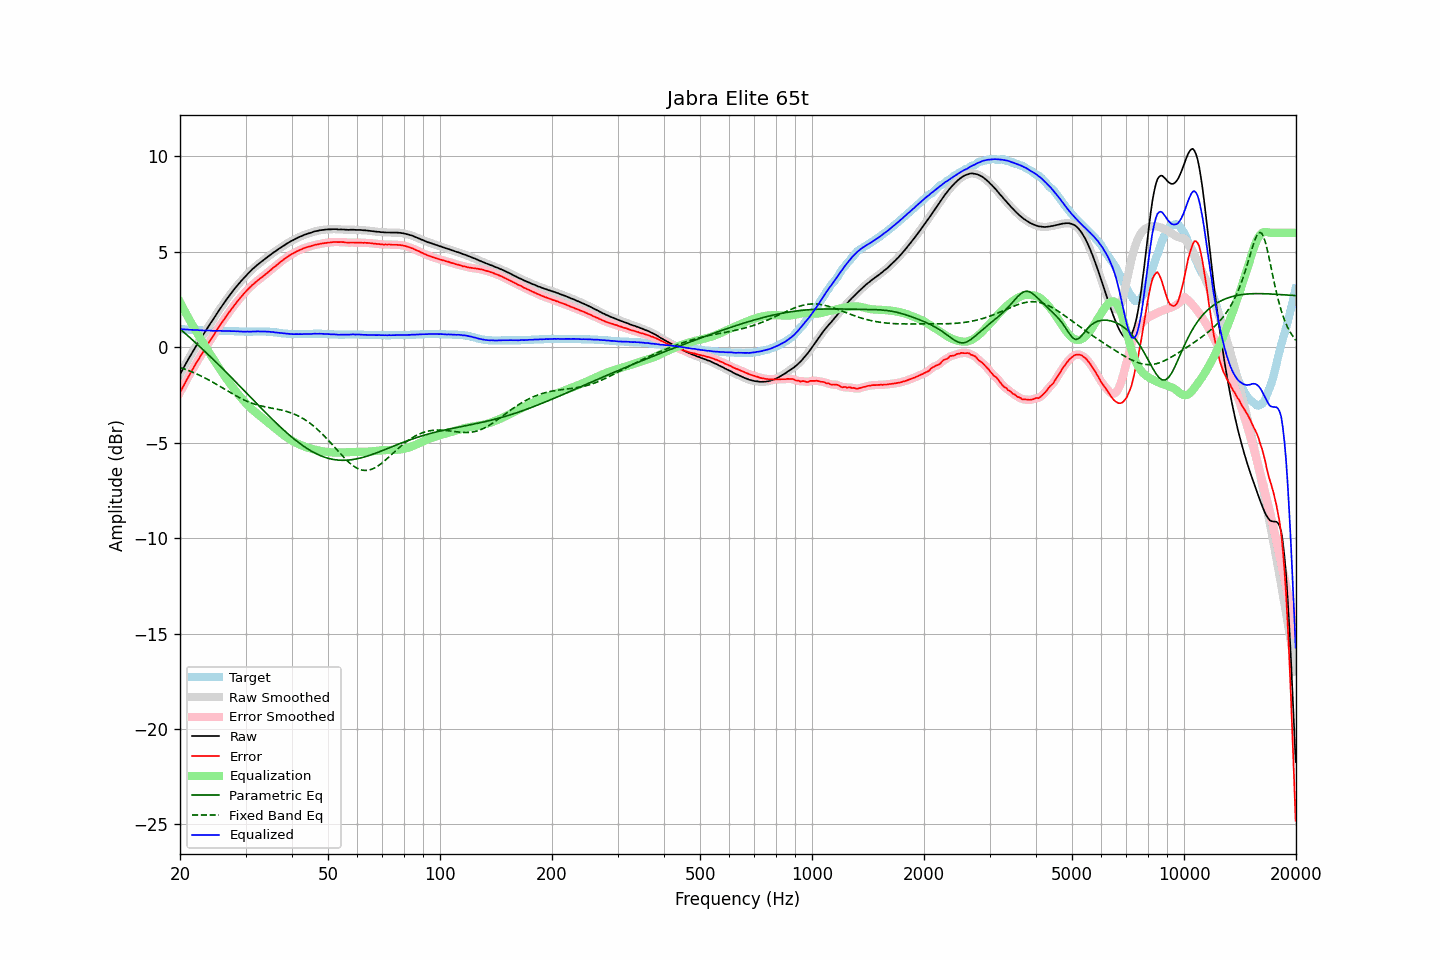 Jabra Elite 65t
Amplitude (dBr)
10
5
0
−5
−10
−15
−20
−25
Target
Raw Smoothed
Error Smoothed
Raw
Error
Equalization
Parametric Eq
Fixed Band Eq
Equalized
20 50 100 200 500 1000 2000 5000 10000 20000
Frequency (Hz)